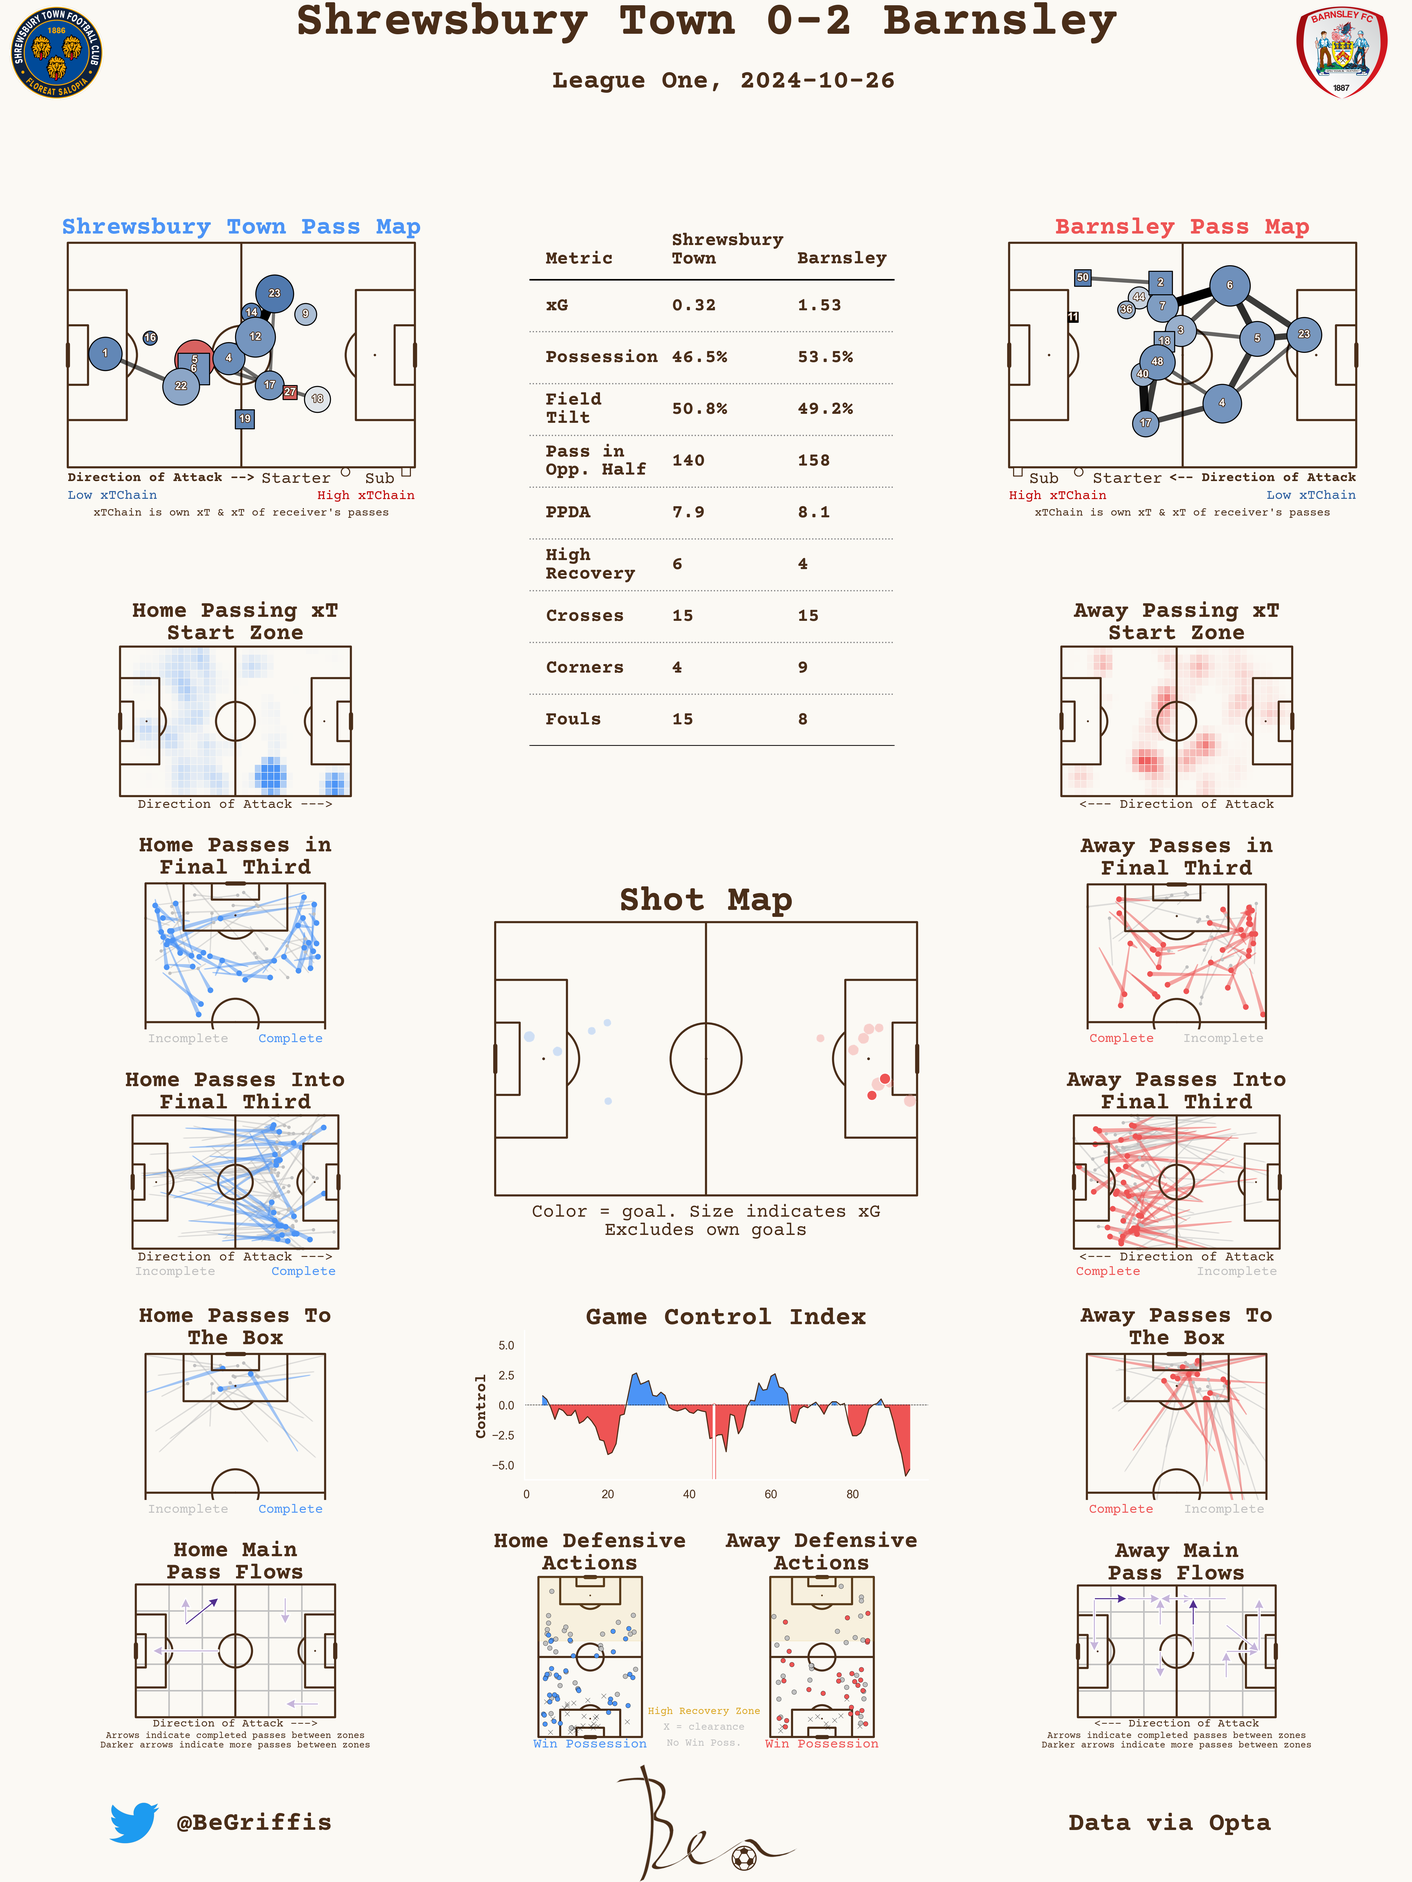 Shrewsbury Town 0-2 Barnsley
League One, 2024-10-26
SHREWSBURY TOWN FOOTBALL CLUB
1886
FLOREAT SALOPIA
BARNSLEY FC
1887
Shrewsbury Town Pass Map
23
14
9
12
16
1
5
4
6
22
17
27
18
19
Direction of Attack --> Starter Sub
Low xTChain High xTChain
xTChain is own xT & xT of receiver's passes
Metric Shrewsbury Town Barnsley
xG 0.32 1.53
Possession 46.5% 53.5%
Field Tilt 50.8% 49.2%
Pass in Opp. Half 140 158
PPDA 7.9 8.1
High Recovery 6 4
Crosses 15 15
Corners 4 9
Fouls 15 8
Barnsley Pass Map
50
2
6
44
7
36
11
3
23
18
5
48
40
4
17
Sub Starter <-- Direction of Attack
High xTChain Low xTChain
xTChain is own xT & xT of receiver's passes
Home Passing xT
Start Zone
Direction of Attack --->
Away Passing xT
Start Zone
<--- Direction of Attack
Home Passes in
Final Third
Incomplete Complete
Away Passes in
Final Third
Complete Incomplete
Shot Map
Color = goal. Size indicates xG
Excludes own goals
Home Passes Into
Final Third
Direction of Attack --->
Incomplete Complete
Away Passes Into
Final Third
<--- Direction of Attack
Complete Incomplete
Home Passes To
The Box
Incomplete Complete
Game Control Index
Control
5.0
2.5
0.0
−2.5
−5.0
0 20 40 60 80
Away Passes To
The Box
Complete Incomplete
Home Main
Pass Flows
Direction of Attack --->
Arrows indicate completed passes between zones
Darker arrows indicate more passes between zones
Home Defensive
Actions
Win Possession
High Recovery Zone
X = clearance
No Win Poss.
Away Defensive
Actions
Win Possession
Away Main
Pass Flows
<--- Direction of Attack
Arrows indicate completed passes between zones
Darker arrows indicate more passes between zones
@BeGriffis
Ben
Data via Opta